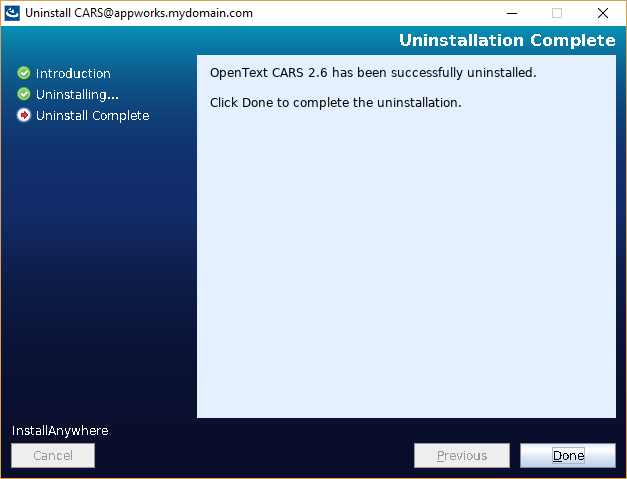 Uninstall CARS@appworks.mydomain.com
Uninstallation Complete
Introduction
Uninstalling...
Uninstall Complete
OpenText CARS 2.6 has been successfully uninstalled.
Click Done to complete the uninstallation.
InstallAnywhere
Cancel
Previous
Done